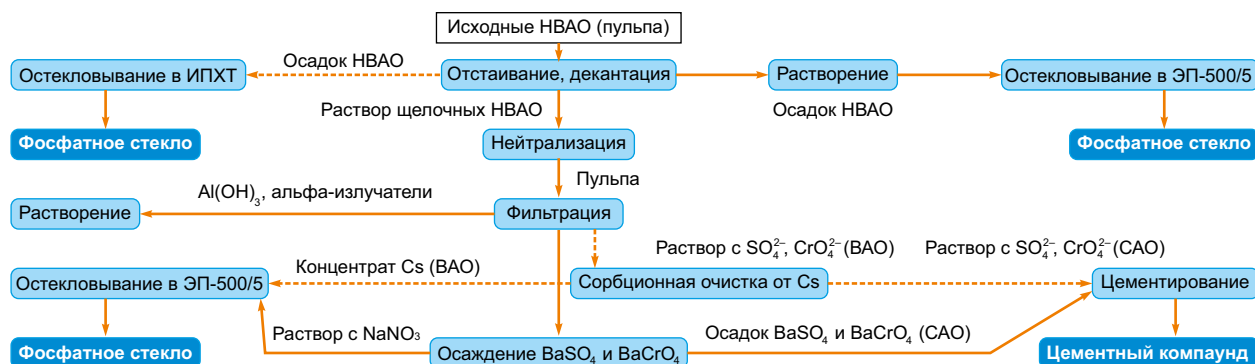 Исходные НВАО (пульпа)
Осадок НВАО
Остекловывание в ИПХТ
Отстаивание, декантация
Растворение
Остекловывание в ЭП-500/5
Раствор щелочных НВАО
Осадок НВАО
Фосфатное стекло
Нейтрализация
Фосфатное стекло
Пульпа
Al(OH)₃, альфа-излучатели
Растворение
Фильтрация
Раствор с SO₄²⁻, CrO₄²⁻ (ВАО)
Раствор с SO₄²⁻, CrO₄²⁻ (САО)
Концентрат Cs (ВАО)
Остекловывание в ЭП-500/5
Сорбционная очистка от Cs
Цементирование
Раствор с NaNO₃
Осадок BaSO₄ и BaCrO₄ (САО)
Фосфатное стекло
Осаждение BaSO₄ и BaCrO₄
Цементный компаунд